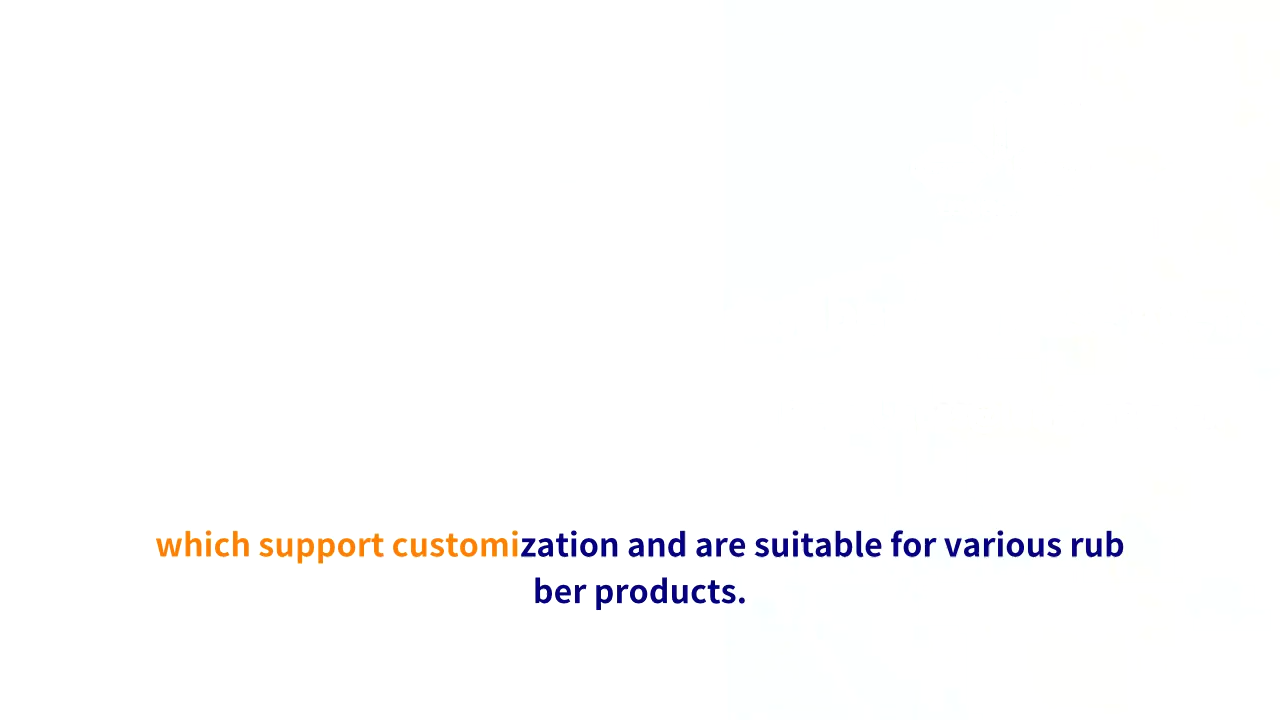 which support customization and are suitable for various rub
ber products.